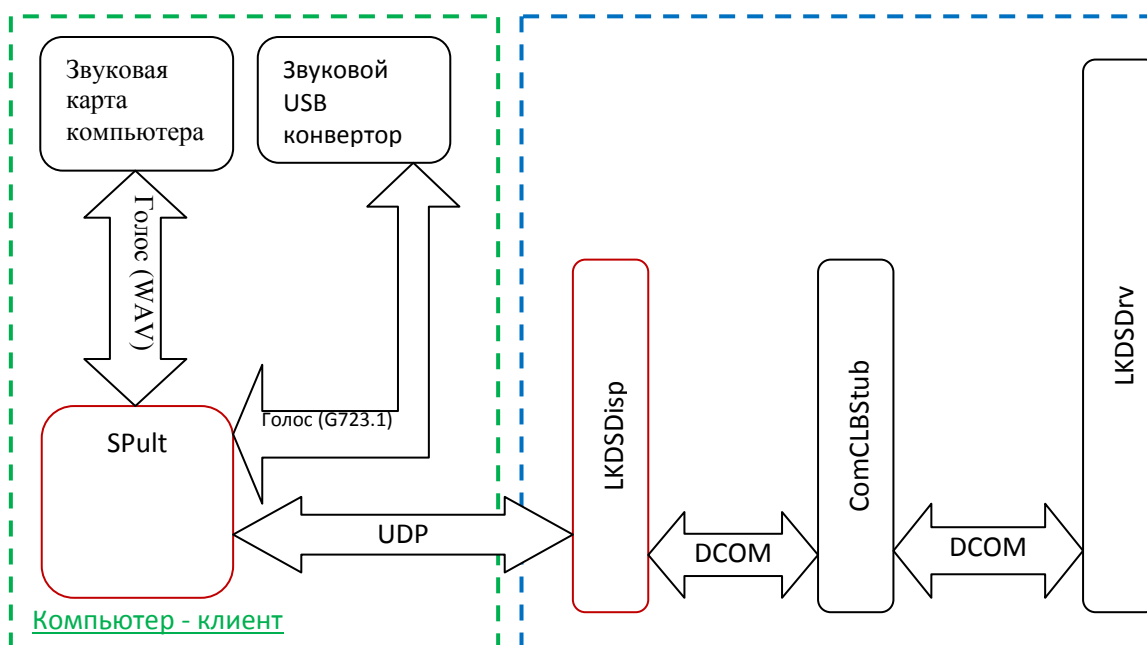 Звуковая
карта
компьютера
Звуковой
USB
конвертор
Голос (WAV)
Голос (G723.1)
SPult
UDP
Компьютер - клиент
LKDSDisp
DCOM
ComCLBStub
DCOM
LKDSDrv